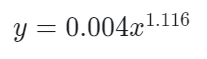 y = 0.004x^{1.116}